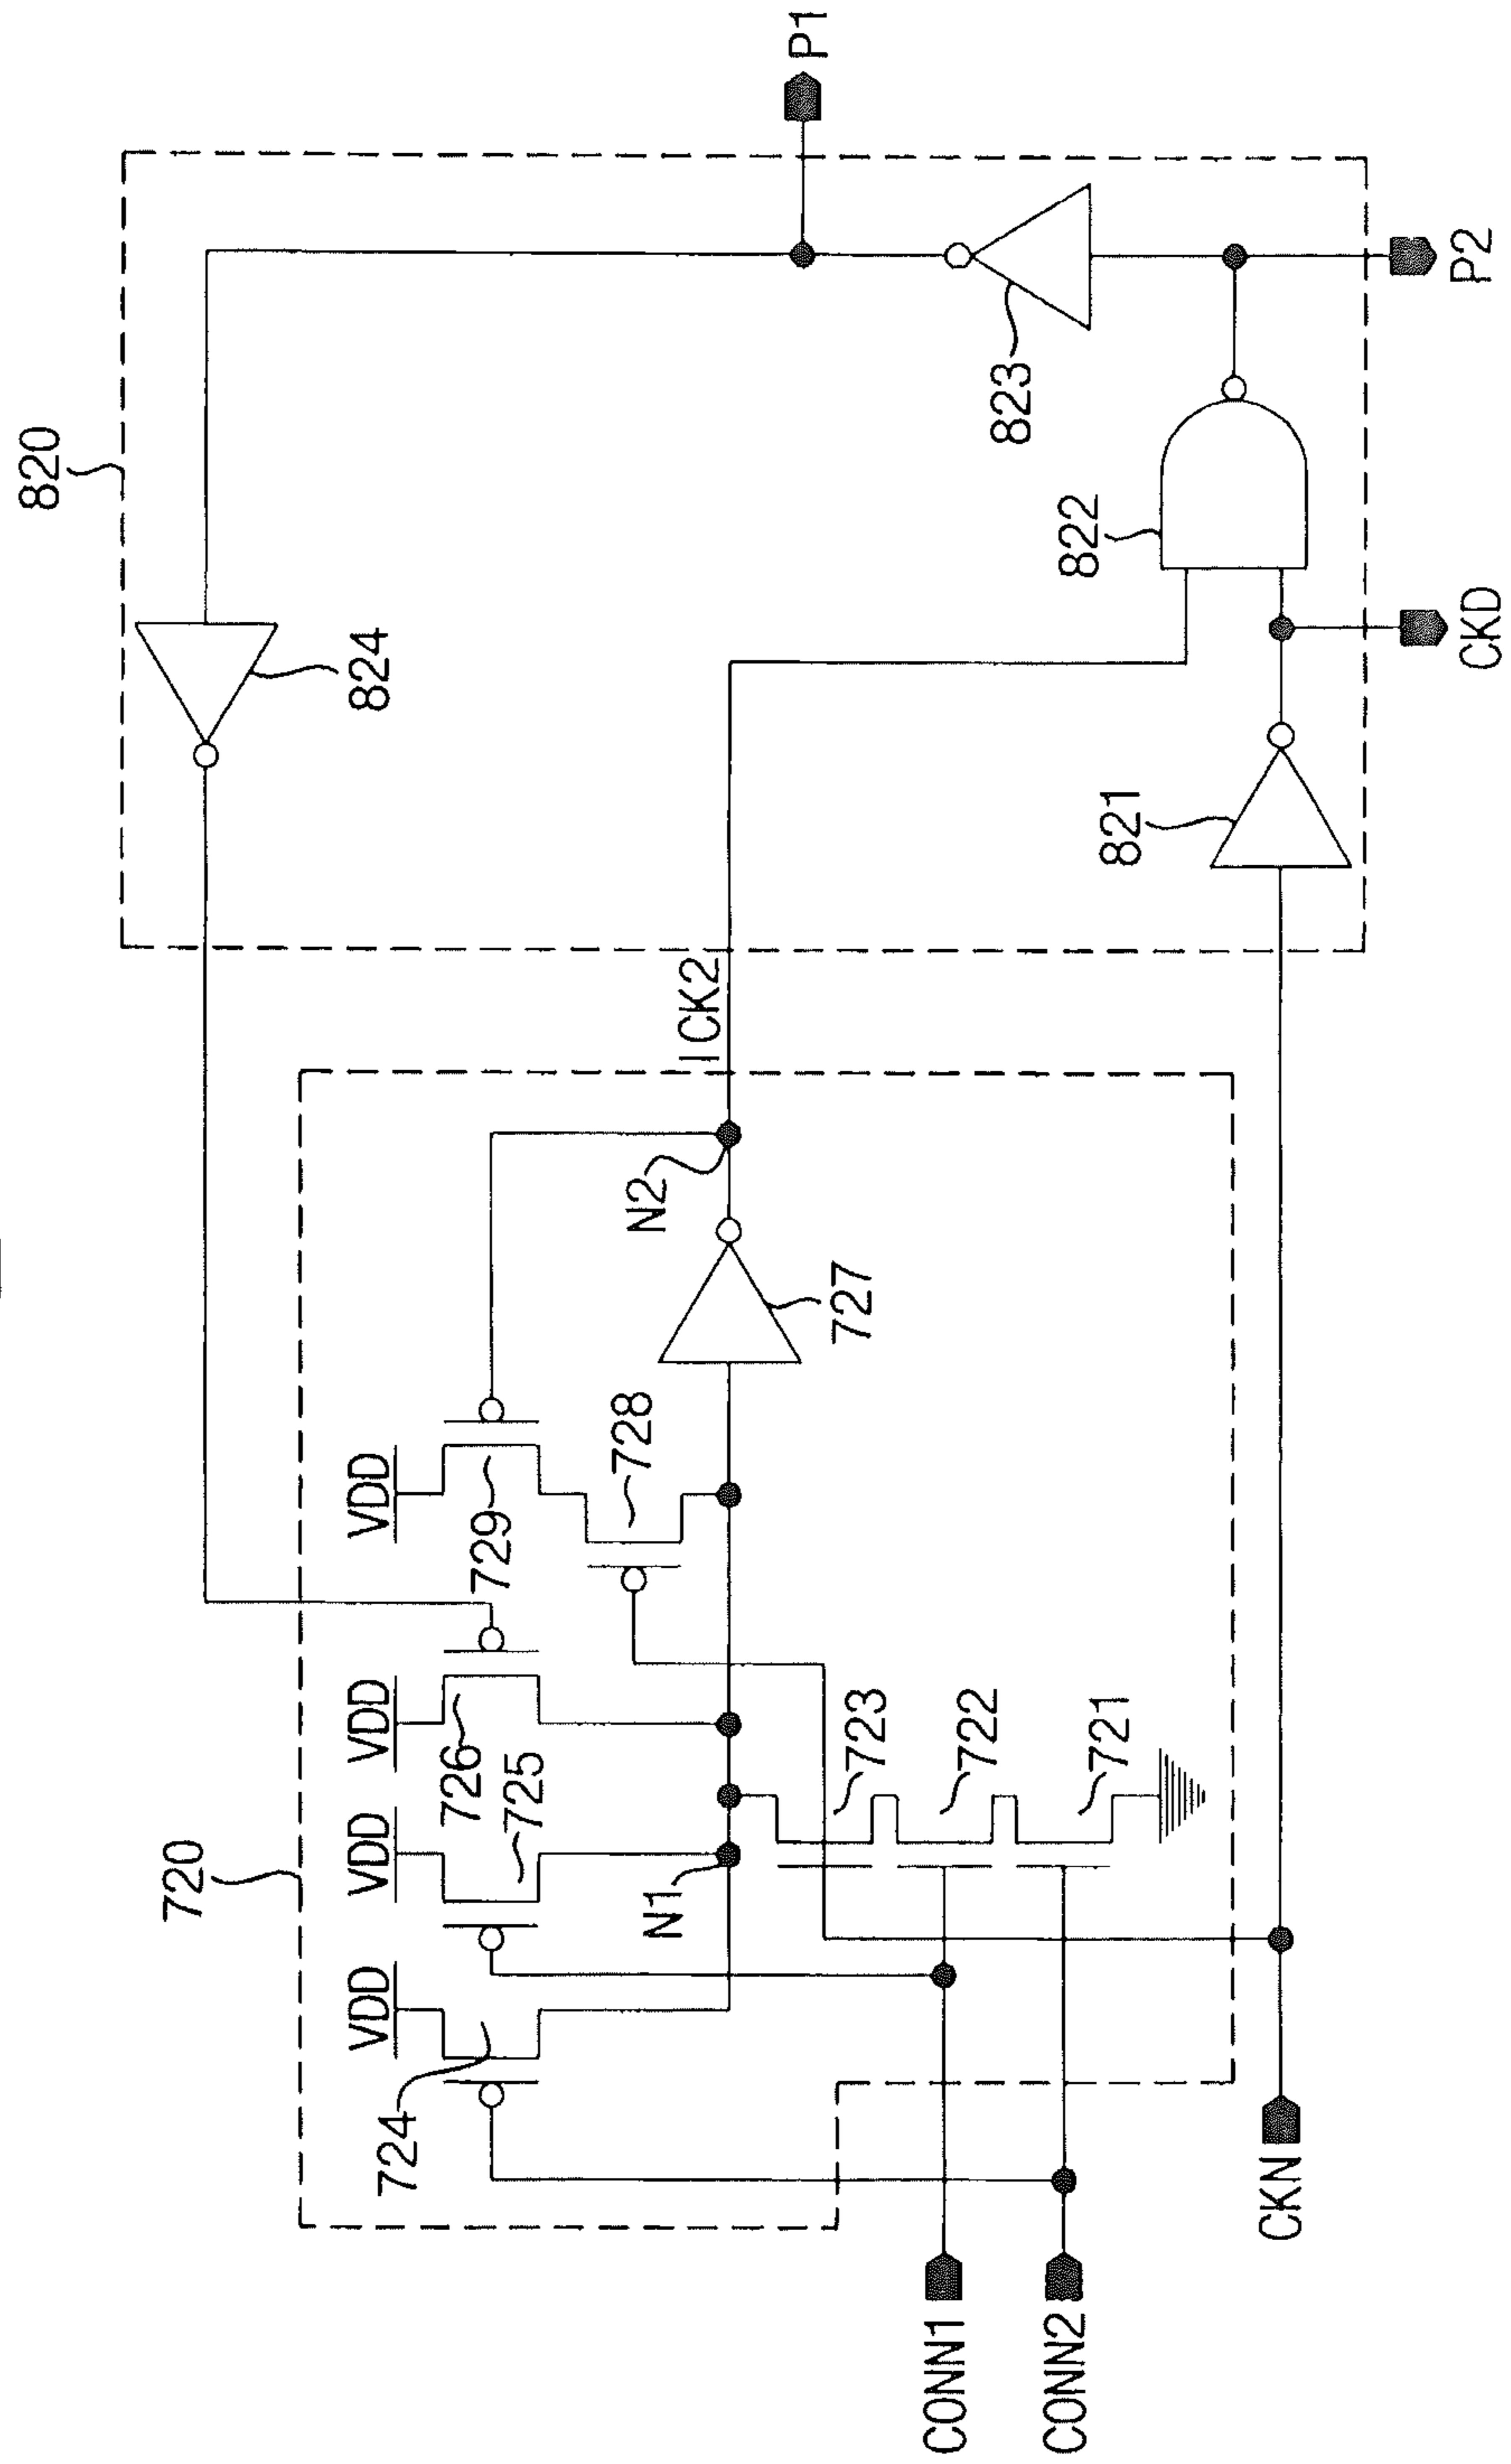 820
P1
824
823
822
P2
821
CKD
720
VDD
VDD
VDD
VDD
724
725
726
729
728
N1
N2
ICK2
727
723
722
721
CONN1
CONN2
CKN